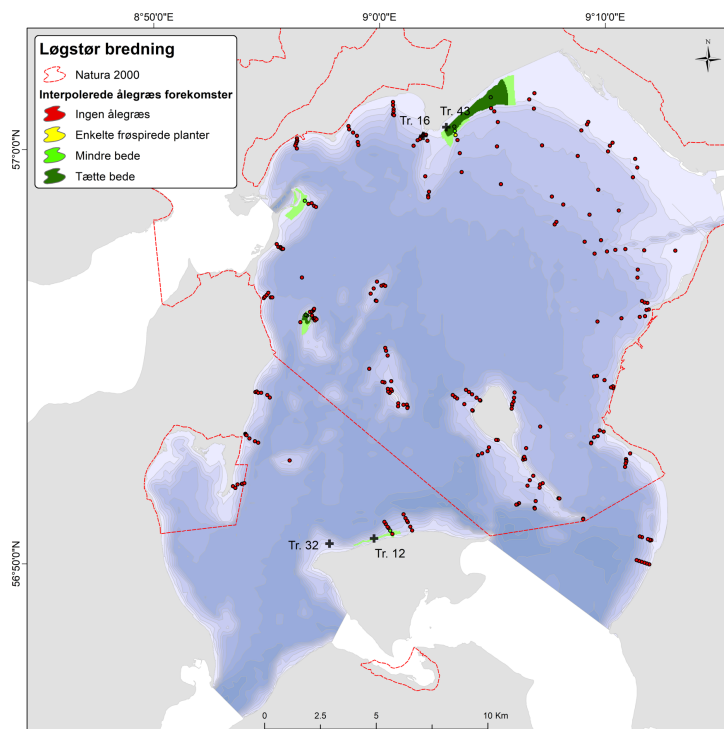 8°50'0"E
9°0'0"E
9°10'0"E
Løgstør bredning
Natura 2000
Interpolerede ålegræs forekomster
Ingen ålegræs
Enkelte frøspirede planter
Mindre bede
Tætte bede
N
Tr. 43
Tr. 16
57°0'0"N
56°50'0"N
Tr. 32
Tr. 12
0 2.5 5 10 Km